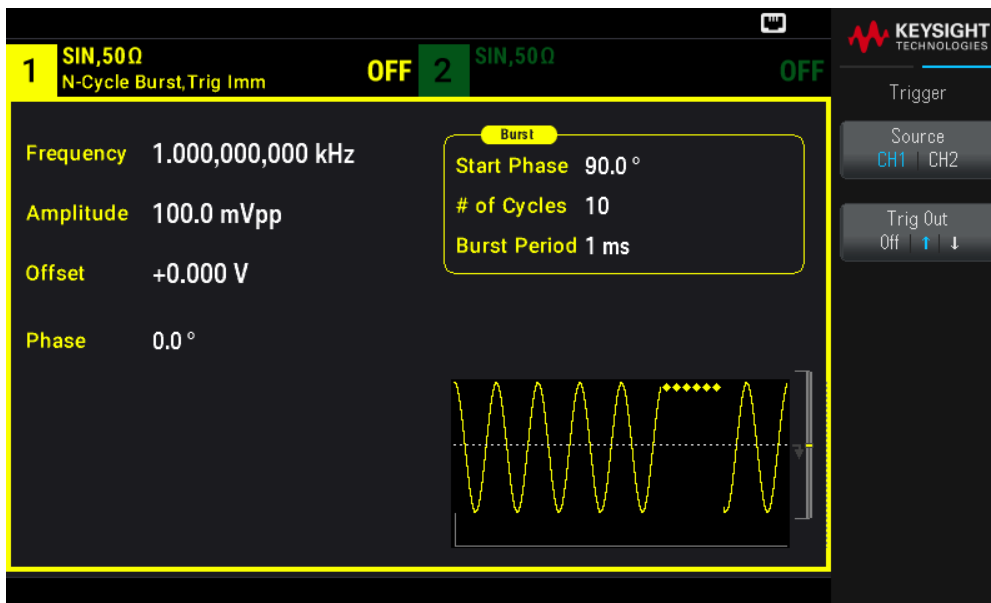 KEYSIGHT
TECHNOLOGIES
1 SIN,50Ω
N-Cycle Burst,Trig Imm OFF
2 SIN,50Ω OFF
Frequency 1.000,000,000 kHz
Amplitude 100.0 mVpp
Offset +0.000 V
Phase 0.0 °
Burst
Start Phase 90.0 °
# of Cycles 10
Burst Period 1 ms
Trigger
Source
CH1 | CH2
Trig Out
Off | ↑ | ↓